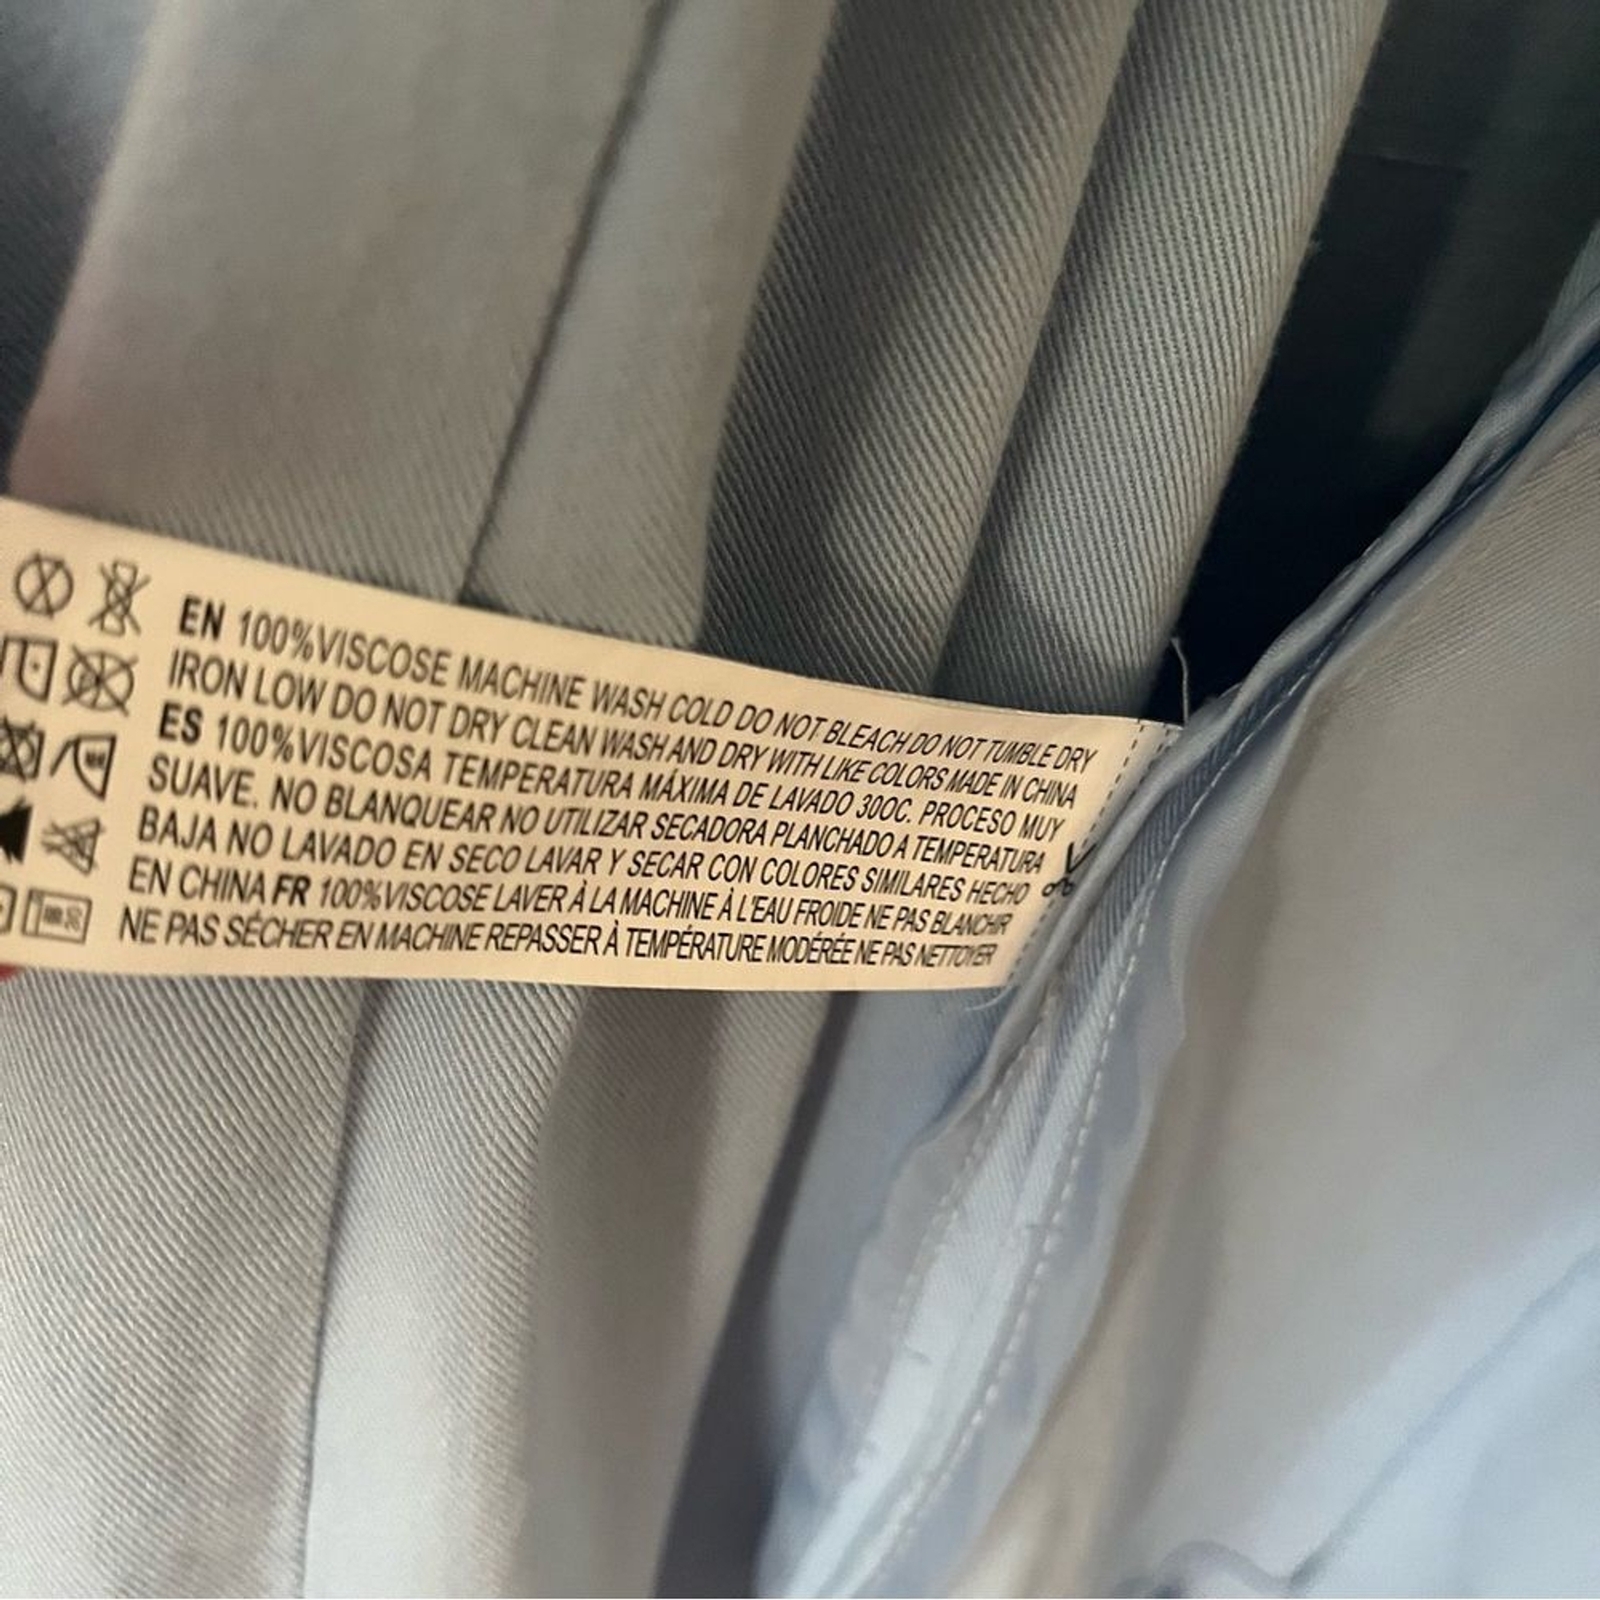 EN 100%VISCOSE MACHINE WASH COLD DO NOT BLEACH DO NOT TUMBLE DRY
IRON LOW DO NOT DRY CLEAN WASH AND DRY WITH LIKE COLORS MADE IN CHINA
ES 100%VISCOSA TEMPERATURA MÁXIMA DE LAVADO 30OC. PROCESO MUY
SUAVE. NO BLANQUEAR NO UTILIZAR SECADORA PLANCHADO A TEMPERATURA
BAJA NO LAVADO EN SECO LAVAR Y SECAR CON COLORES SIMILARES HECHO
EN CHINA FR 100%VISCOSE LAVER À LA MACHINE À L'EAU FROIDE NE PAS BLANCHIR
NE PAS SÉCHER EN MACHINE REPASSER À TEMPÉRATURE MODÉRÉE NE PAS NETTOYER